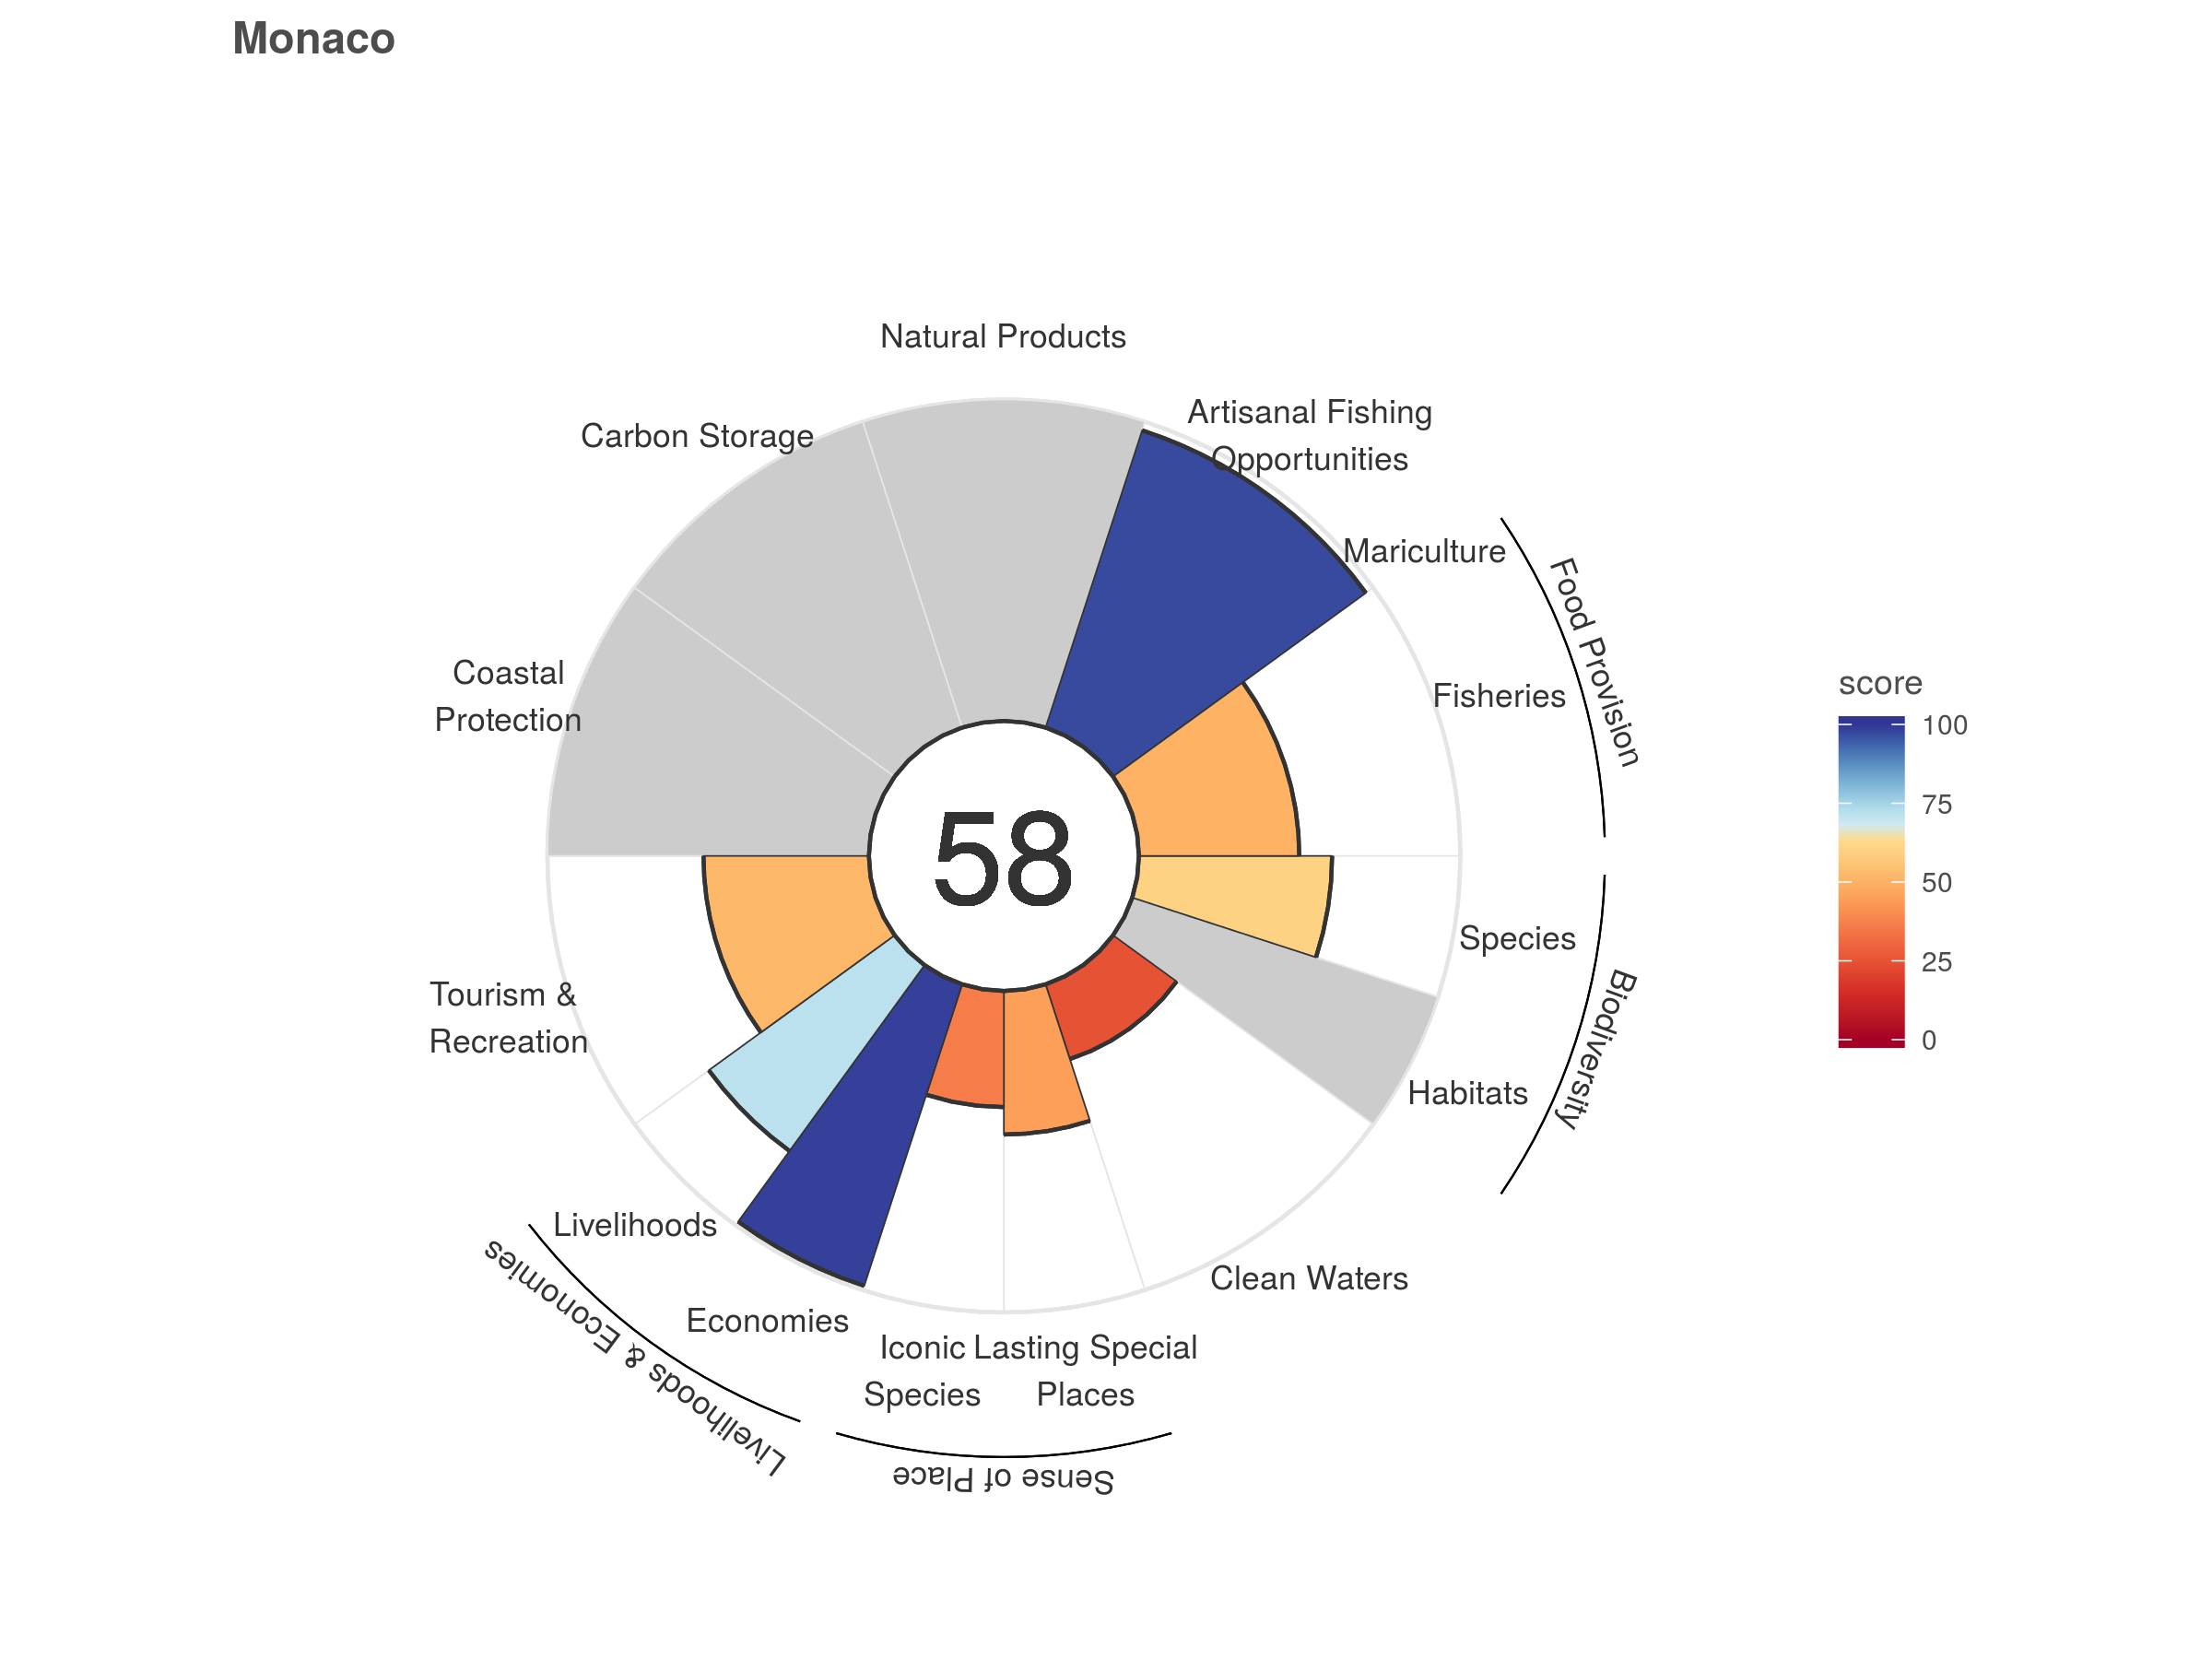 Monaco
Natural Products
Artisanal Fishing
Opportunities
Carbon Storage
Mariculture
Food Provision
Fisheries
Coastal
Protection
score
100
75
50
25
0
58
Species
Biodiversity
Habitats
Tourism &
Recreation
Livelihoods
Clean Waters
Economies
Livelihoods & Economies
Iconic
Species
Lasting Special
Places
Sense of Place